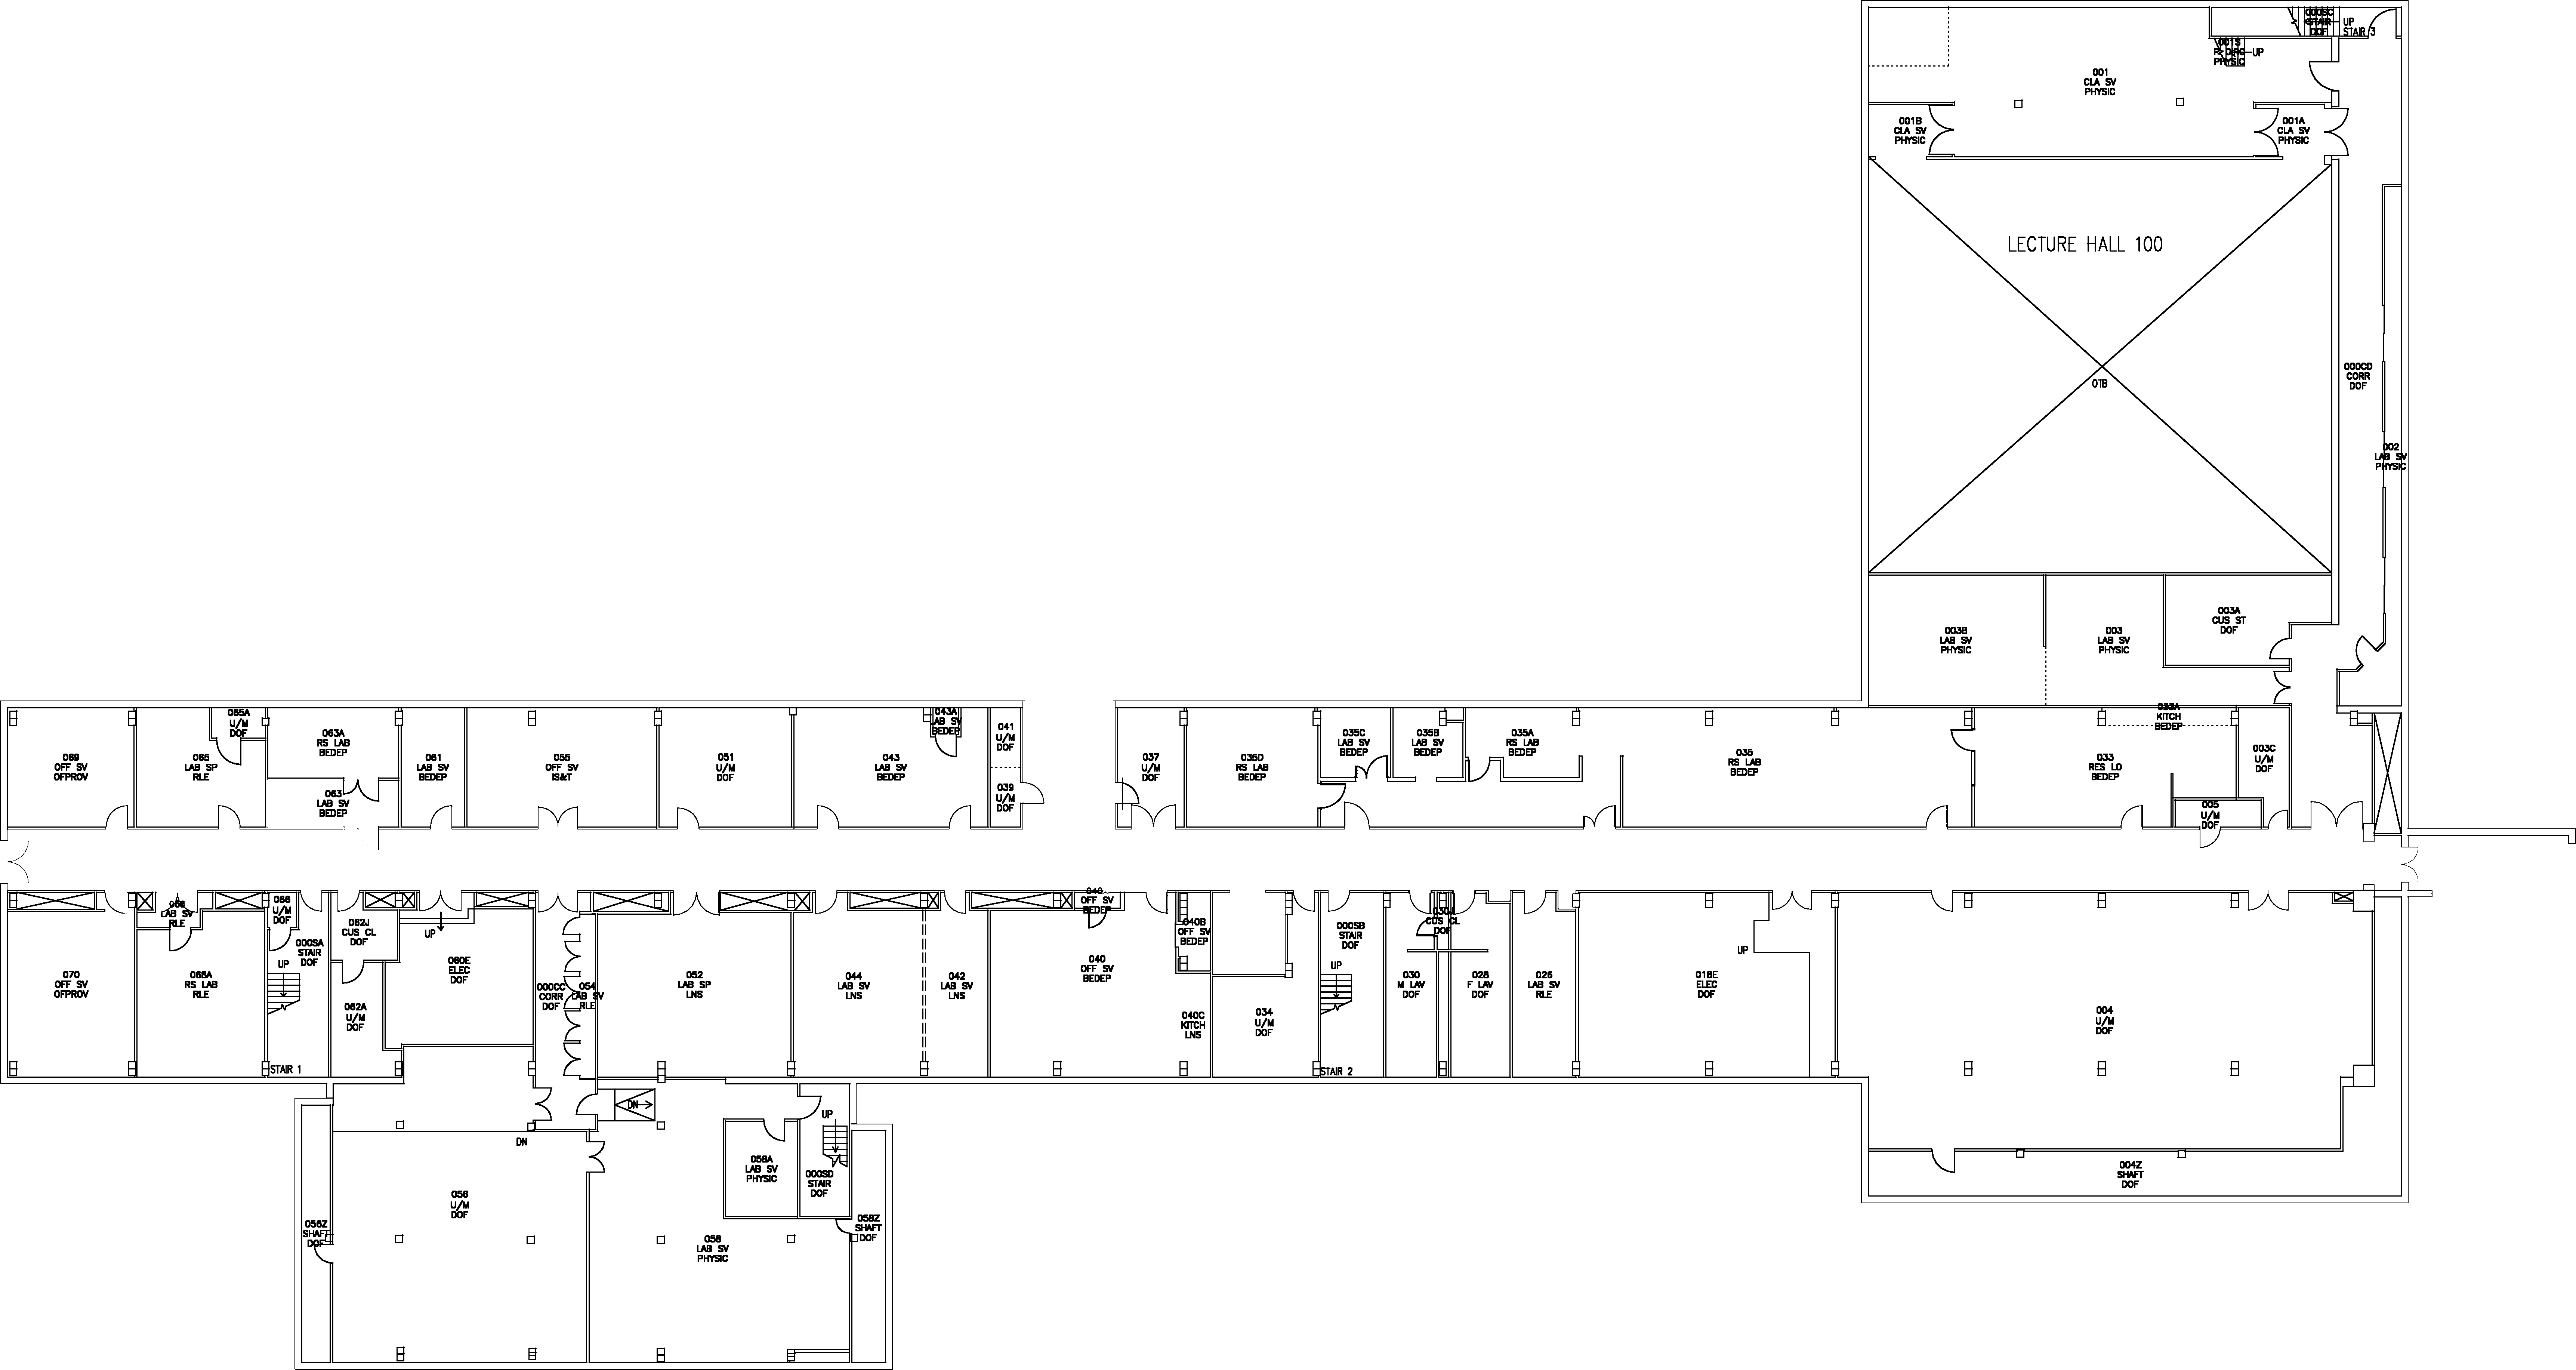 000SC
STAIR
DOF
UP
STAIR 3
001S
UP
PHYSIC
001
CLA SV
PHYSIC
001B
CLA SV
PHYSIC
001A
CLA SV
PHYSIC
LECTURE HALL 100
OTB
000CD
CORR
DOF
002
LAB SV
PHYSIC
003A
CUS ST
DOF
003B
LAB SV
PHYSIC
003
LAB SV
PHYSIC
069
OFF SV
OFPROV
065
LAB SP
RLE
065A
U/M
DOF
063A
RS LAB
BEDEP
063
LAB SV
BEDEP
061
LAB SV
BEDEP
055
OFF SV
IS&T
051
U/M
DOF
043
LAB SV
BEDEP
043A
LAB SV
BEDEP
041
U/M
DOF
039
U/M
DOF
037
U/M
DOF
035D
RS LAB
BEDEP
035C
LAB SV
BEDEP
035B
LAB SV
BEDEP
035A
RS LAB
BEDEP
035
RS LAB
BEDEP
033
RES LO
BEDEP
033A
KITCH
BEDEP
003C
U/M
DOF
005
U/M
DOF
070
OFF SV
OFPROV
068
LAB SV
RLE
068A
RS LAB
RLE
066
U/M
DOF
000SA
STAIR
DOF
UP
STAIR 1
062J
CUS CL
DOF
062A
U/M
DOF
UP
060E
ELEC
DOF
000CC
CORR
DOF
054
LAB SV
RLE
052
LAB SP
LNS
044
LAB SV
LNS
042
LAB SV
LNS
040
OFF SV
BEDEP
040
OFF SV
BEDEP
040B
OFF SV
BEDEP
040C
KITCH
LNS
034
U/M
DOF
000SB
STAIR
DOF
UP
STAIR 2
030
M LAV
DOF
030J
CUS CL
DOF
028
F LAV
DOF
026
LAB SV
RLE
018E
ELEC
DOF
UP
004
U/M
DOF
004Z
SHAFT
DOF
DN
DN
UP
058A
LAB SV
PHYSIC
000SD
STAIR
DOF
056
U/M
DOF
056Z
SHAFT
DOF
058
LAB SV
PHYSIC
058Z
SHAFT
DOF